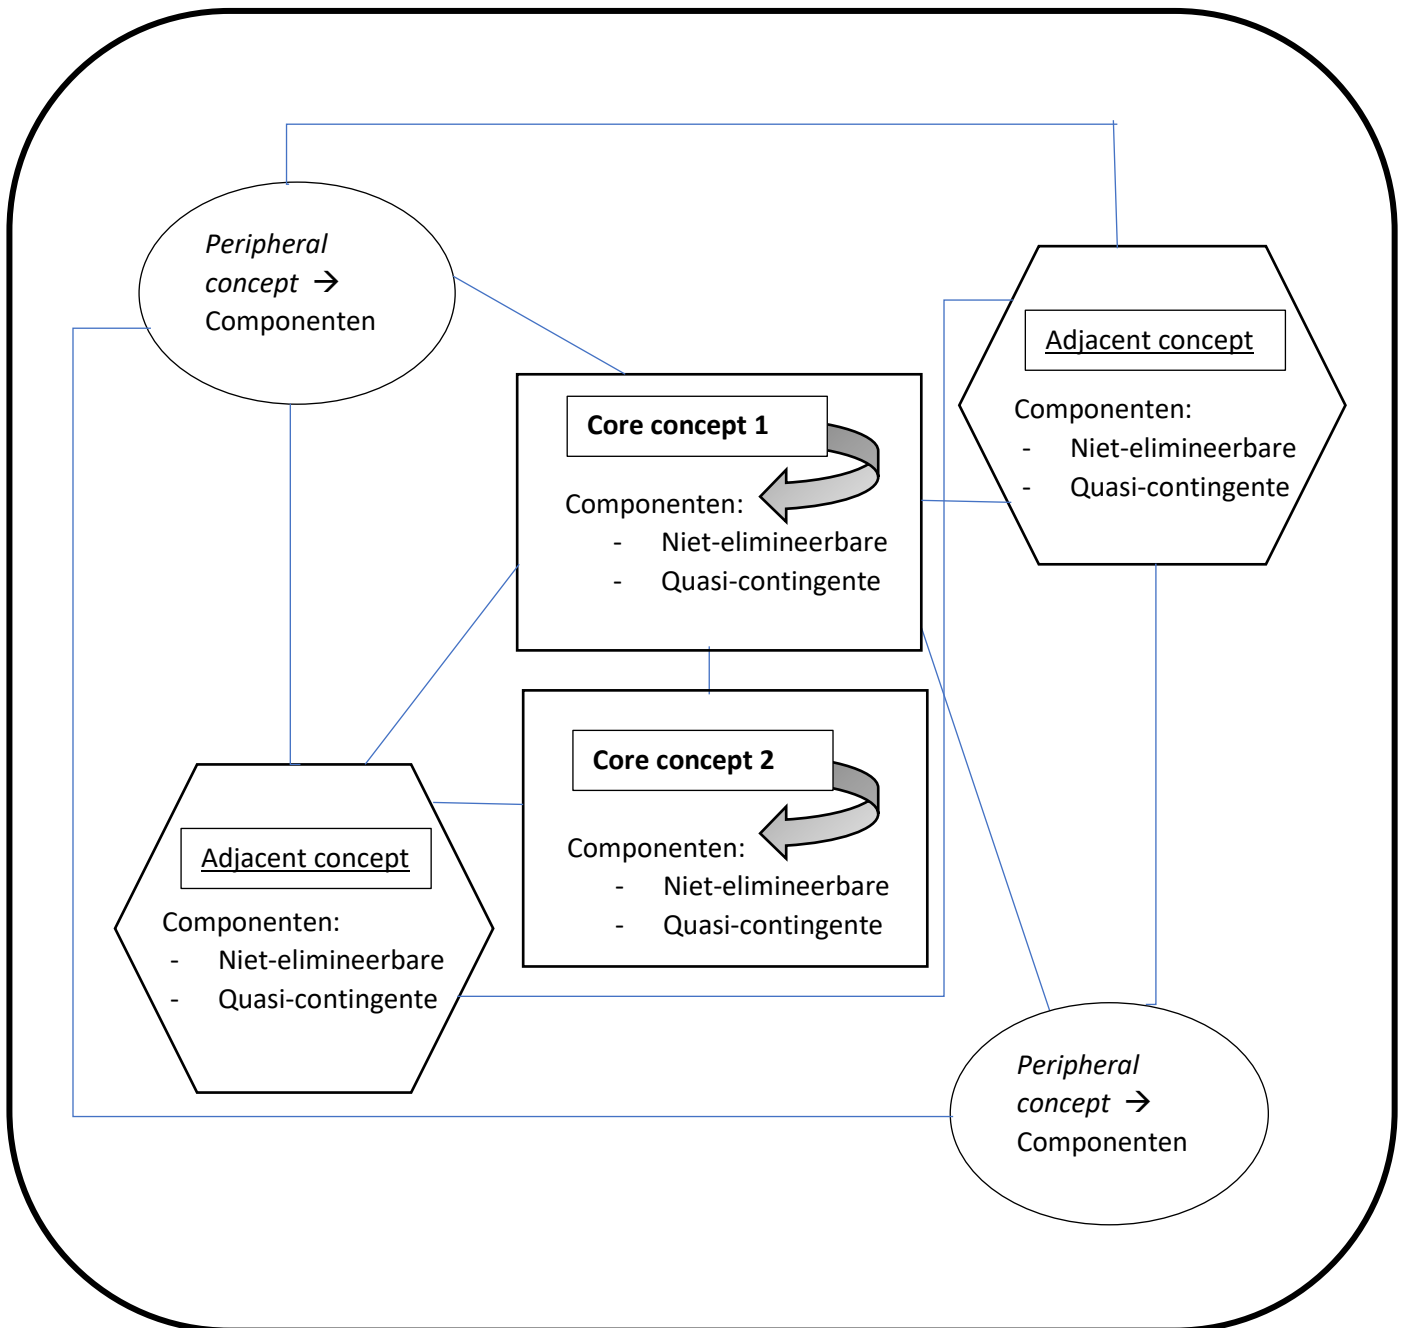 Peripheral
concept →
Componenten
Adjacent concept
Componenten:
- Niet-elimineerbare
- Quasi-contingente
Core concept 1
Componenten:
- Niet-elimineerbare
- Quasi-contingente
Core concept 2
Componenten:
- Niet-elimineerbare
- Quasi-contingente
Adjacent concept
Componenten:
- Niet-elimineerbare
- Quasi-contingente
Peripheral
concept →
Componenten